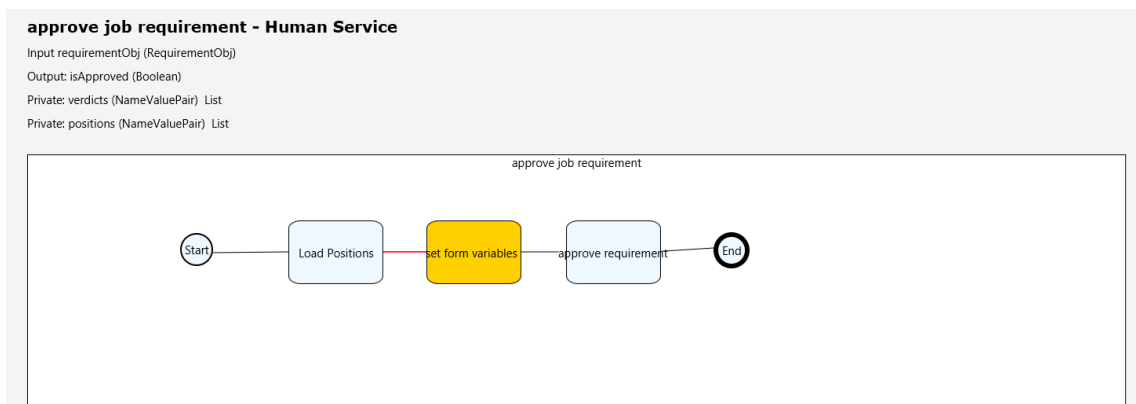 approve job requirement - Human Service
Input requirementObj (RequirementObj)
Output: isApproved (Boolean)
Private: verdicts (NameValuePair)  List
Private: positions (NameValuePair)  List
approve job requirement
Start
Load Positions
set form variables
approve requirement
End